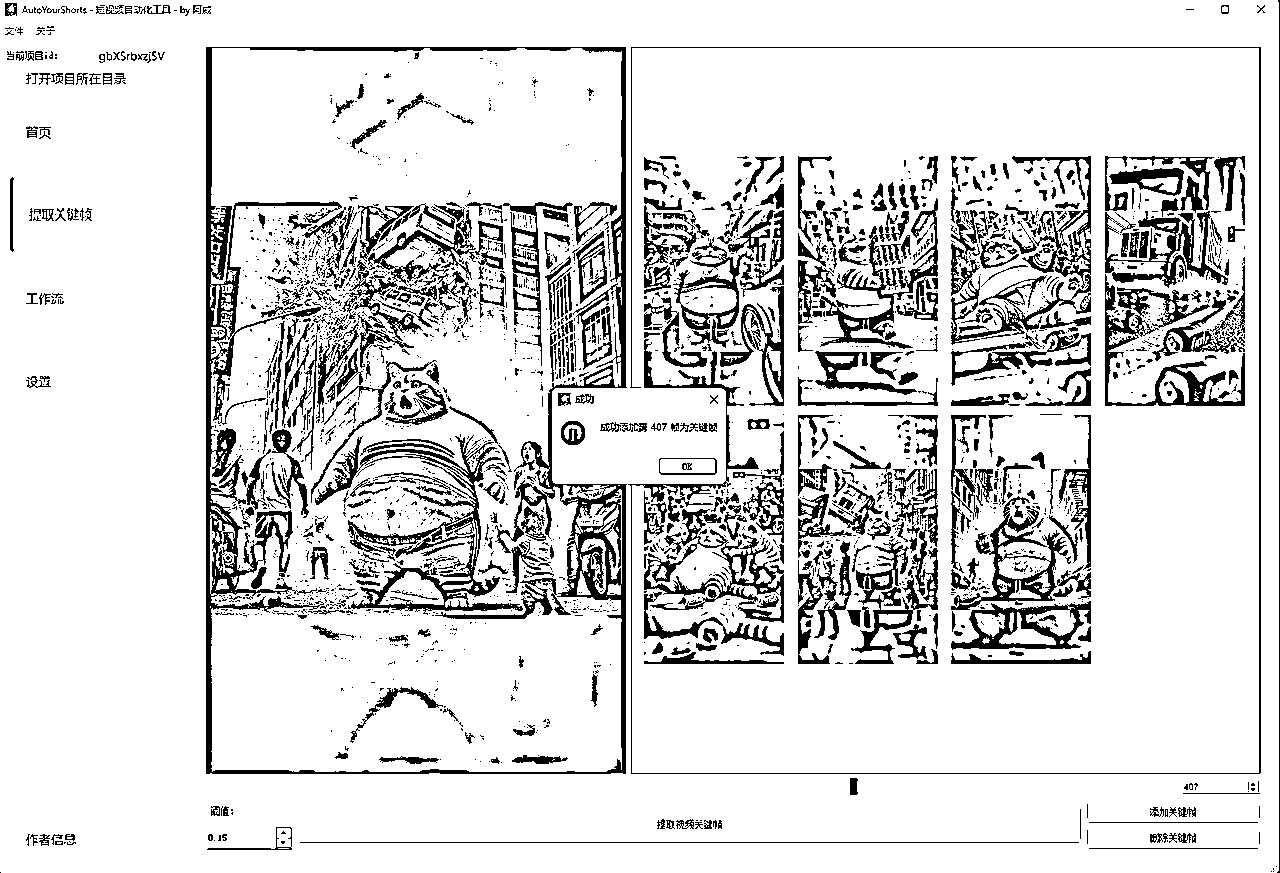 AutoYourShorts - 短视频自动化工具 - by 阿威
文件 关于
当前项目id: gbX$rbxzj$V
打开项目所在目录
首页
提取关键帧
工作流
设置
作者信息
成功
成功添加第 407 帧为关键帧
OK
407
阈值:
0.15
提取视频关键帧
添加关键帧
删除关键帧